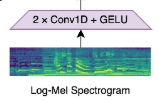 2 × Conv1D + GELU
Log-Mel Spectrogram